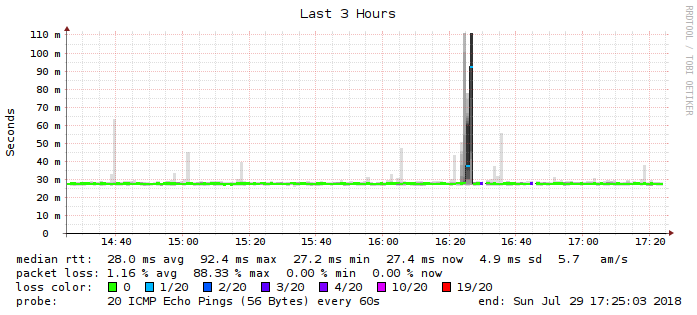 Last 3 Hours
RRDTOOL / TOBI OETIKER
Seconds
110 m
100 m
90 m
80 m
70 m
60 m
50 m
40 m
30 m
20 m
10 m
0
14:40 15:00 15:20 15:40 16:00 16:20 16:40 17:00 17:20
median rtt: 28.0 ms avg 92.4 ms max 27.2 ms min 27.4 ms now 4.9 ms sd 5.7 am/s
packet loss: 1.16 % avg 88.33 % max 0.00 % min 0.00 % now
loss color: 0 1/20 2/20 3/20 4/20 10/20 19/20
probe: 20 ICMP Echo Pings (56 Bytes) every 60s end: Sun Jul 29 17:25:03 2018